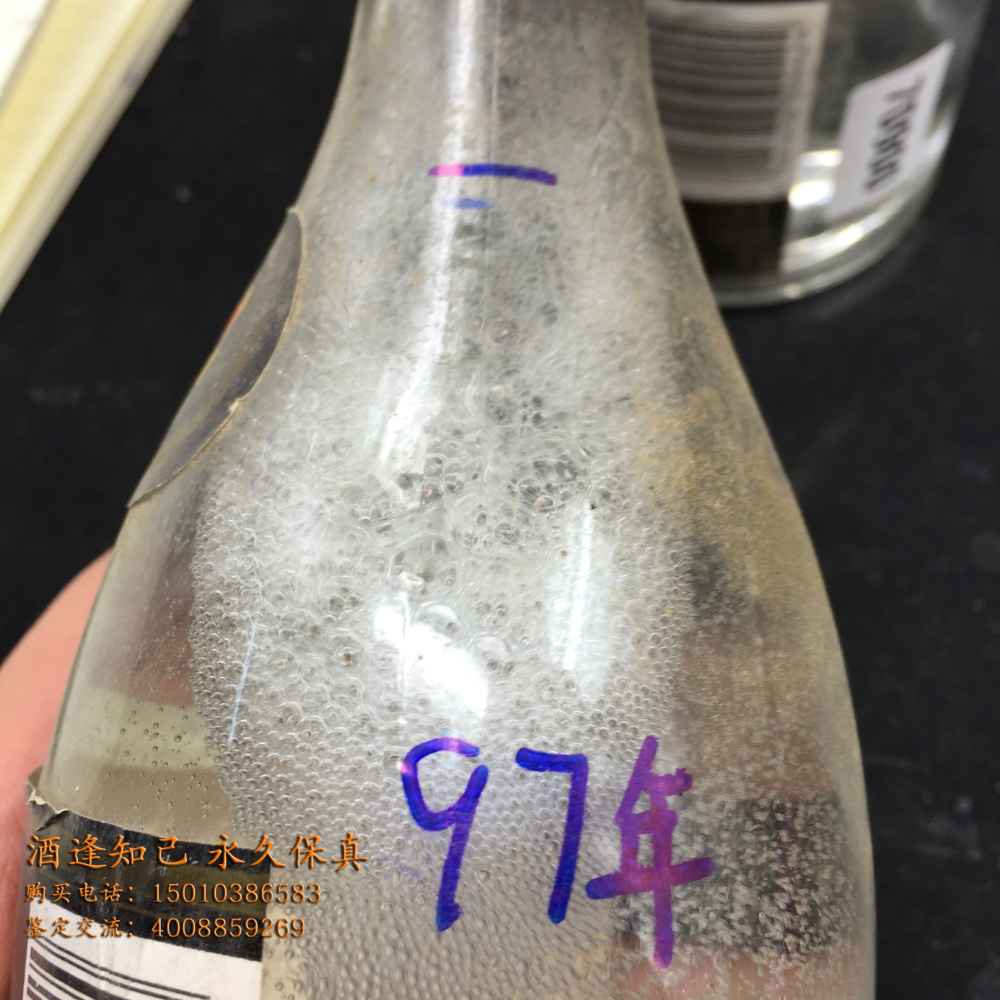 97年
酒逢知己 永久保真
购买电话：15010386583
鉴定交流：4008859269